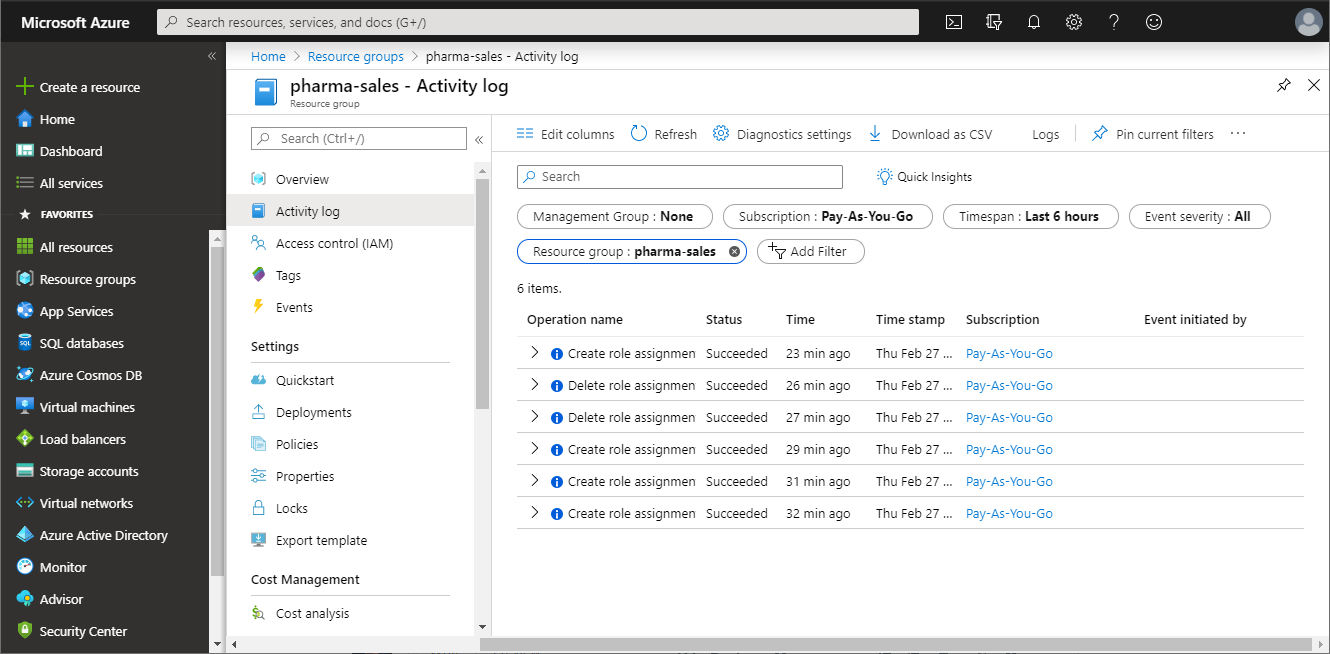 Microsoft Azure
Search resources, services, and docs (G+/)
«
Create a resource
Home
Dashboard
All services
FAVORITES
All resources
Resource groups
App Services
SQL databases
Azure Cosmos DB
Virtual machines
Load balancers
Storage accounts
Virtual networks
Azure Active Directory
Monitor
Advisor
Security Center
Home > Resource groups > pharma-sales - Activity log
pharma-sales - Activity log
Resource group
Search (Ctrl+/)
«
Overview
Activity log
Access control (IAM)
Tags
Events
Settings
Quickstart
Deployments
Policies
Properties
Locks
Export template
Cost Management
Cost analysis
Edit columns Refresh Diagnostics settings Download as CSV Logs Pin current filters ...
Search Quick Insights
Management Group : None Subscription : Pay-As-You-Go Timespan : Last 6 hours Event severity : All
Resource group : pharma-sales Add Filter
6 items.
Operation name Status Time Time stamp Subscription Event initiated by
Create role assignmen Succeeded 23 min ago Thu Feb 27 ... Pay-As-You-Go
Delete role assignmen Succeeded 26 min ago Thu Feb 27 ... Pay-As-You-Go
Delete role assignmen Succeeded 27 min ago Thu Feb 27 ... Pay-As-You-Go
Create role assignmen Succeeded 29 min ago Thu Feb 27 ... Pay-As-You-Go
Create role assignmen Succeeded 31 min ago Thu Feb 27 ... Pay-As-You-Go
Create role assignmen Succeeded 32 min ago Thu Feb 27 ... Pay-As-You-Go